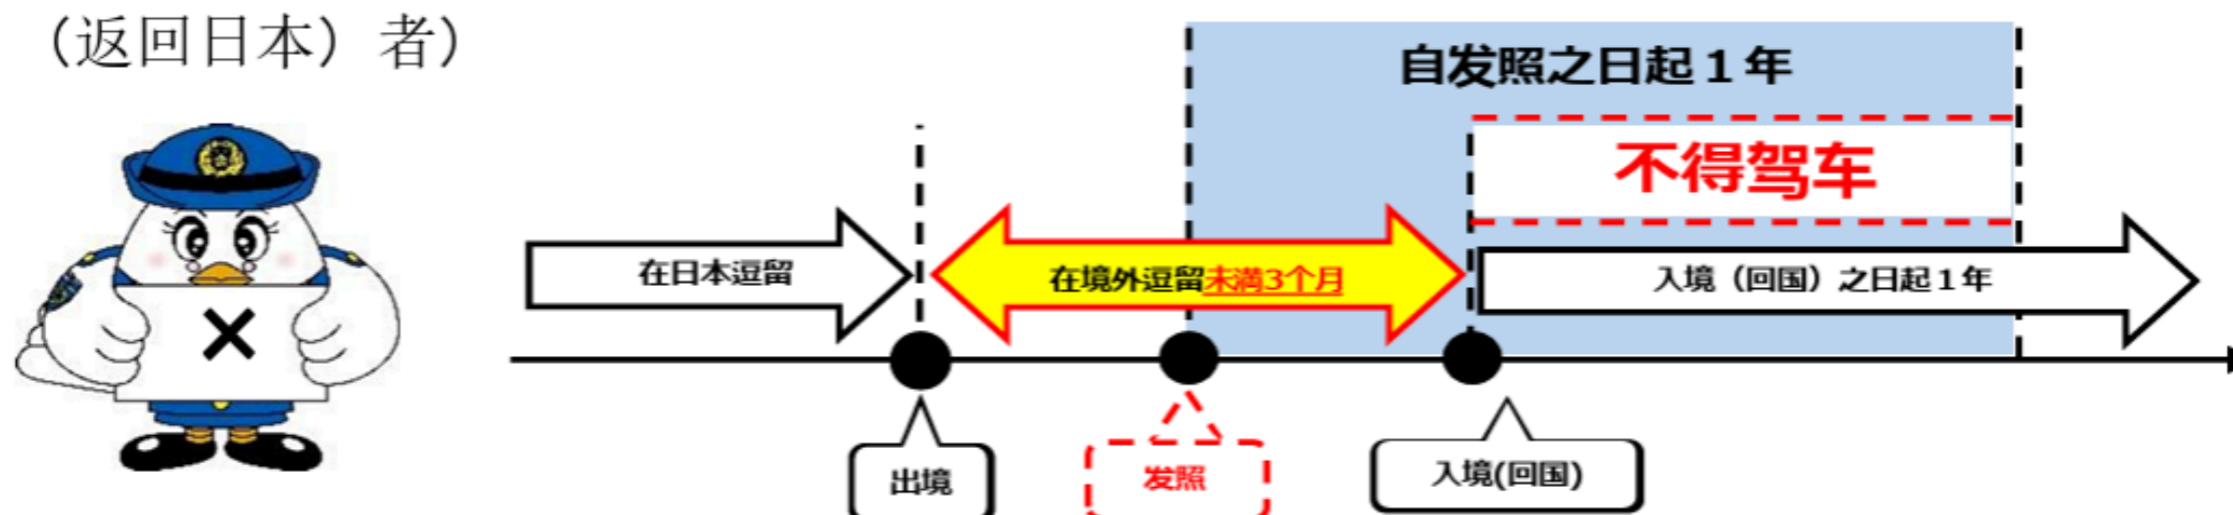 （返回日本）者）
自发照之日起１年
不得驾车
在日本逗留
在境外逗留未満3个月
入境（回国）之日起１年
出境
发照
入境(回国)